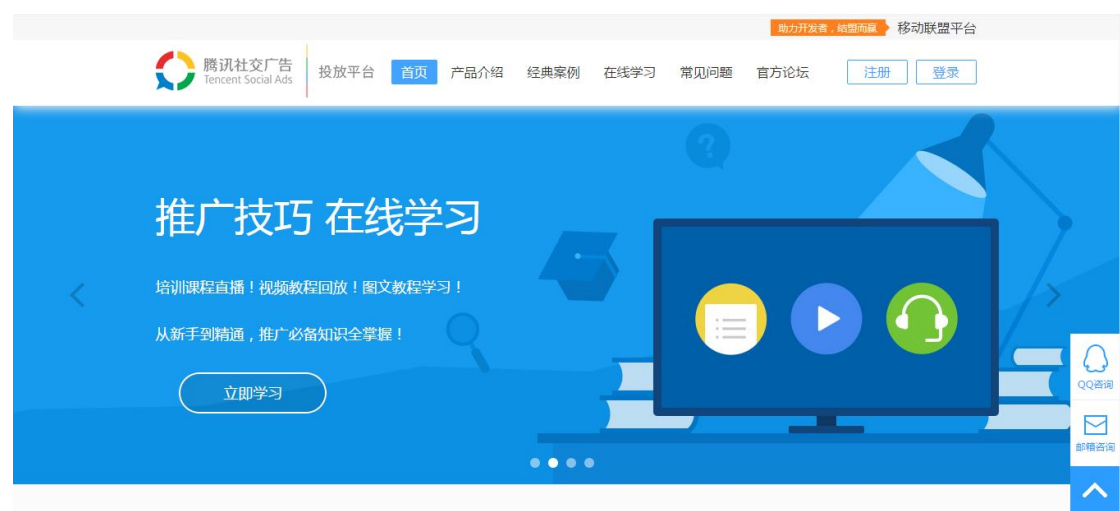 助力开发者，结盟而赢 移动联盟平台
腾讯社交广告
Tencent Social Ads
投放平台 首页 产品介绍 经典案例 在线学习 常见问题 官方论坛 注册 登录
?
推广技巧 在线学习
培训课程直播！视频教程回放！图文教程学习！
从新手到精通，推广必备知识全掌握！
立即学习
QQ咨询
邮箱咨询